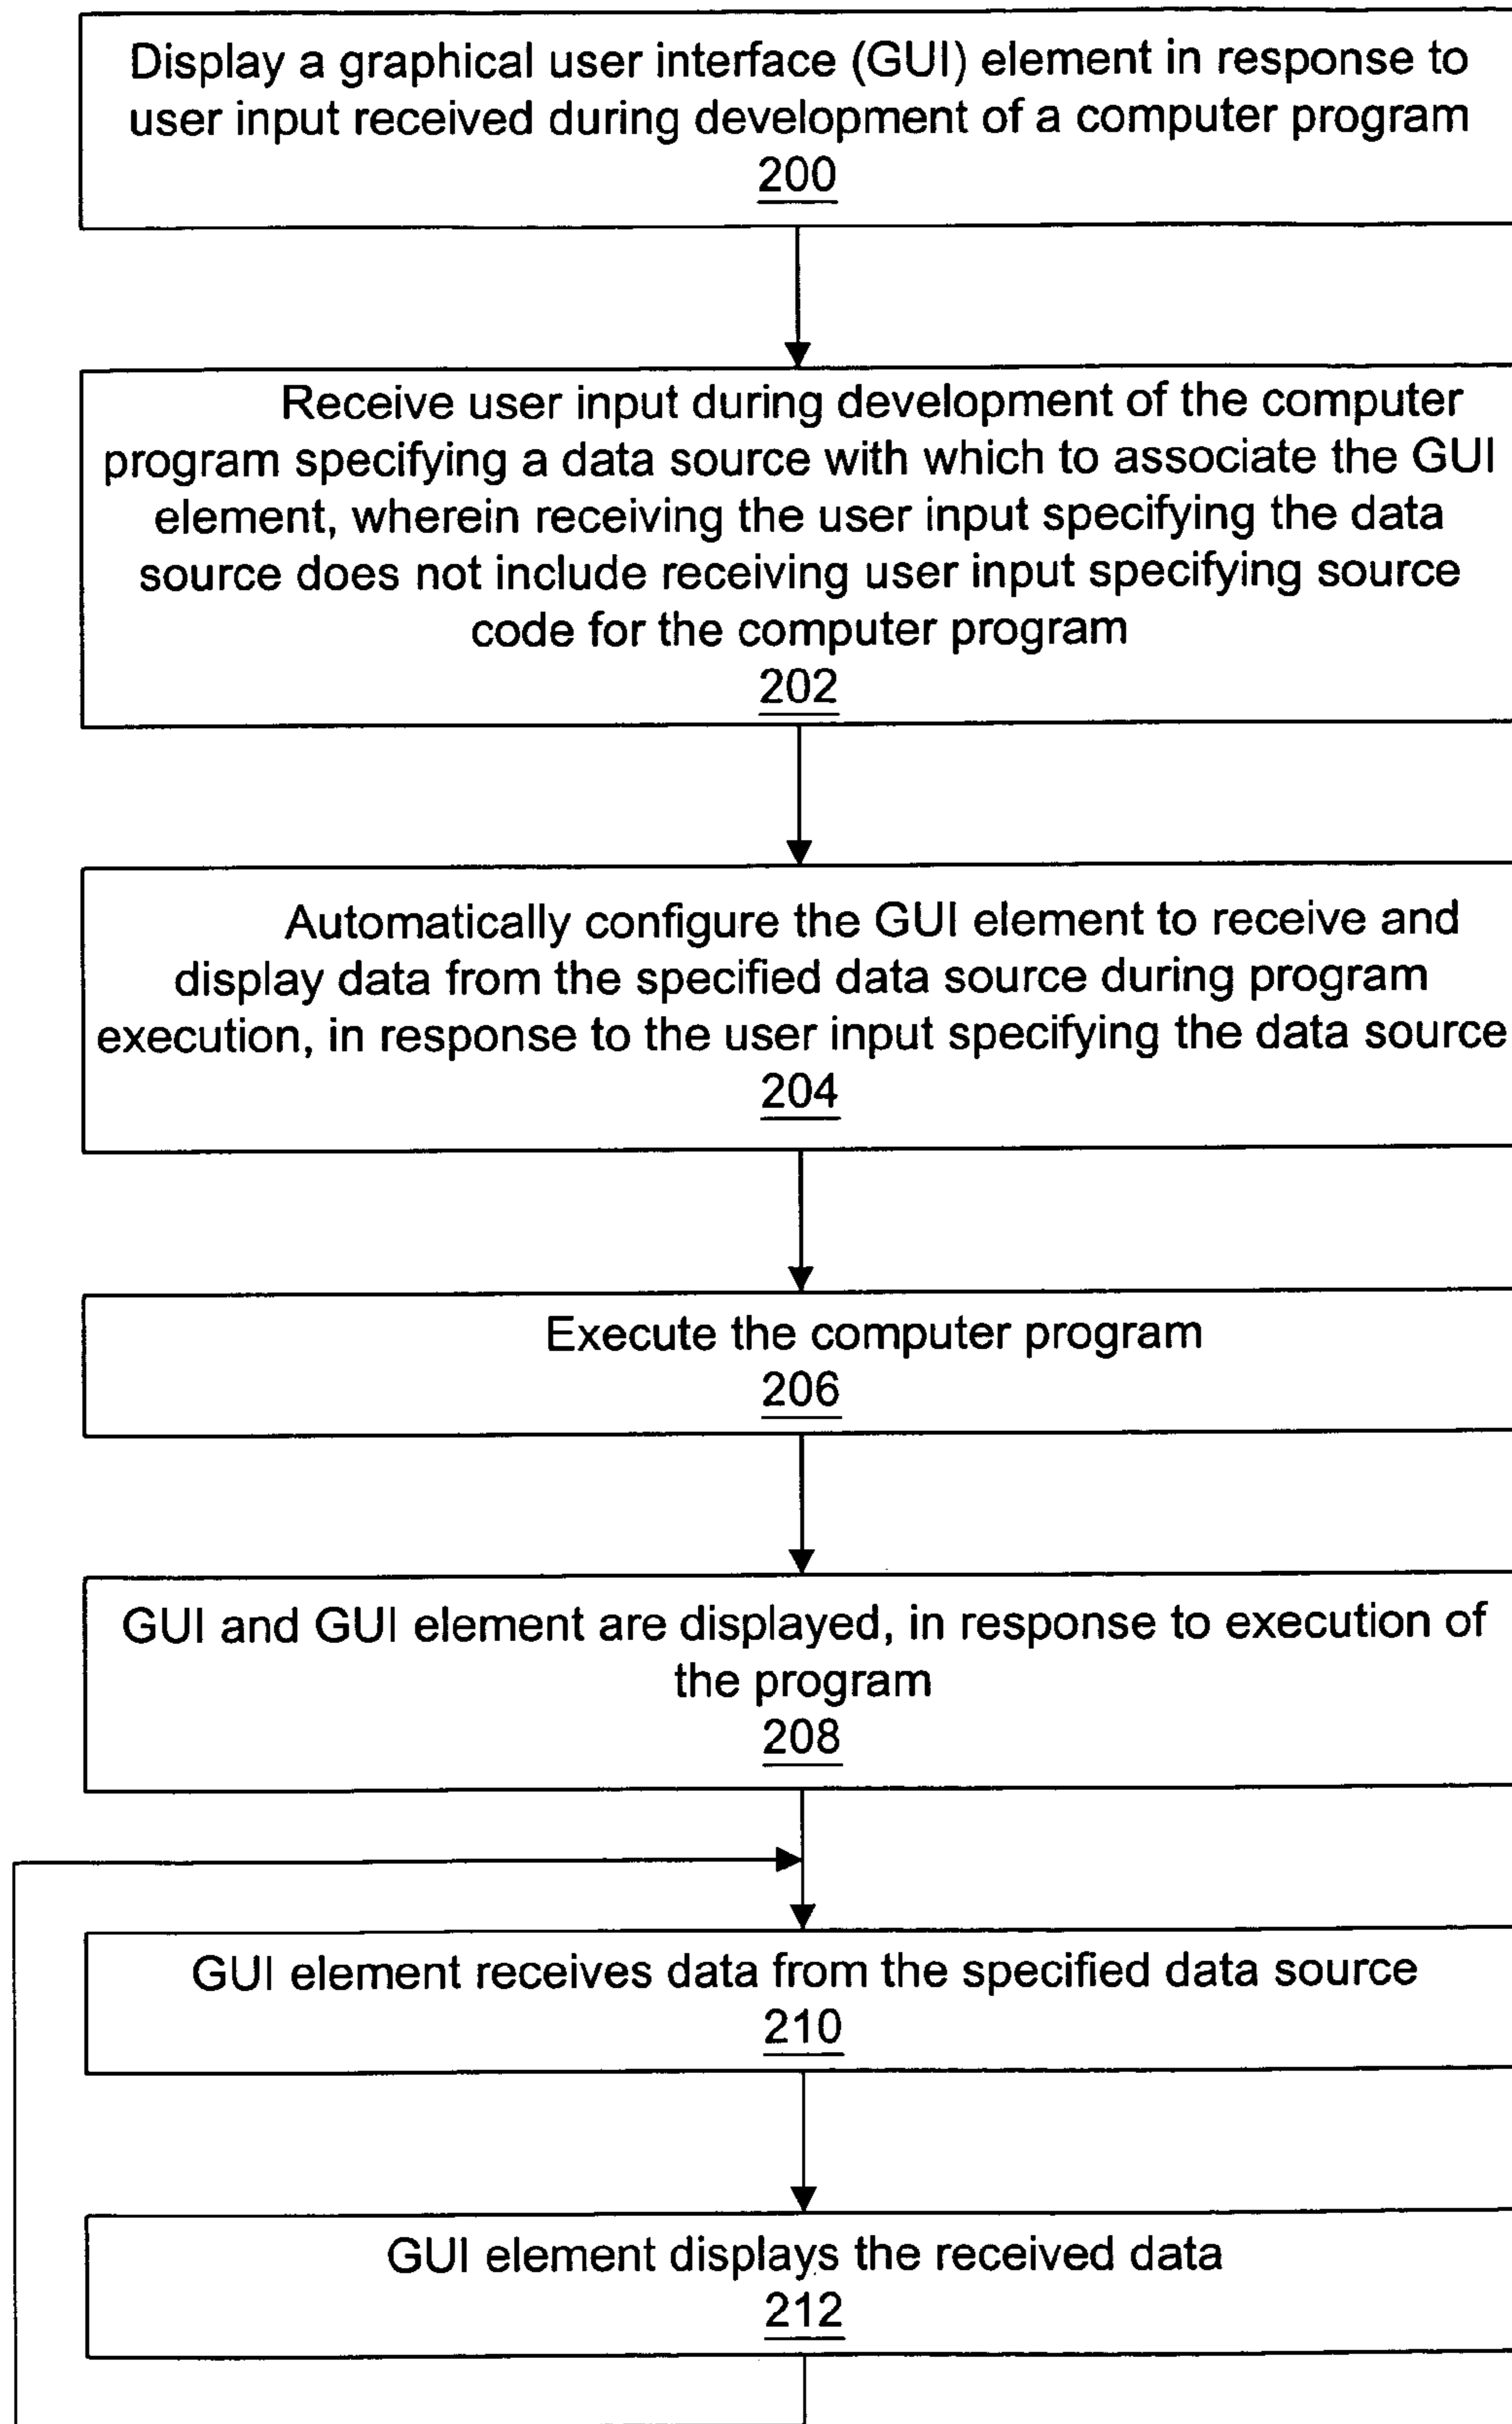 Display a graphical user interface (GUI) element in response to
user input received during development of a computer program
200
Receive user input during development of the computer
program specifying a data source with which to associate the GUI
element, wherein receiving the user input specifying the data
source does not include receiving user input specifying source
code for the computer program
202
Automatically configure the GUI element to receive and
display data from the specified data source during program
execution, in response to the user input specifying the data source
204
Execute the computer program
206
GUI and GUI element are displayed, in response to execution of
the program
208
GUI element receives data from the specified data source
210
GUI element displays the received data
212